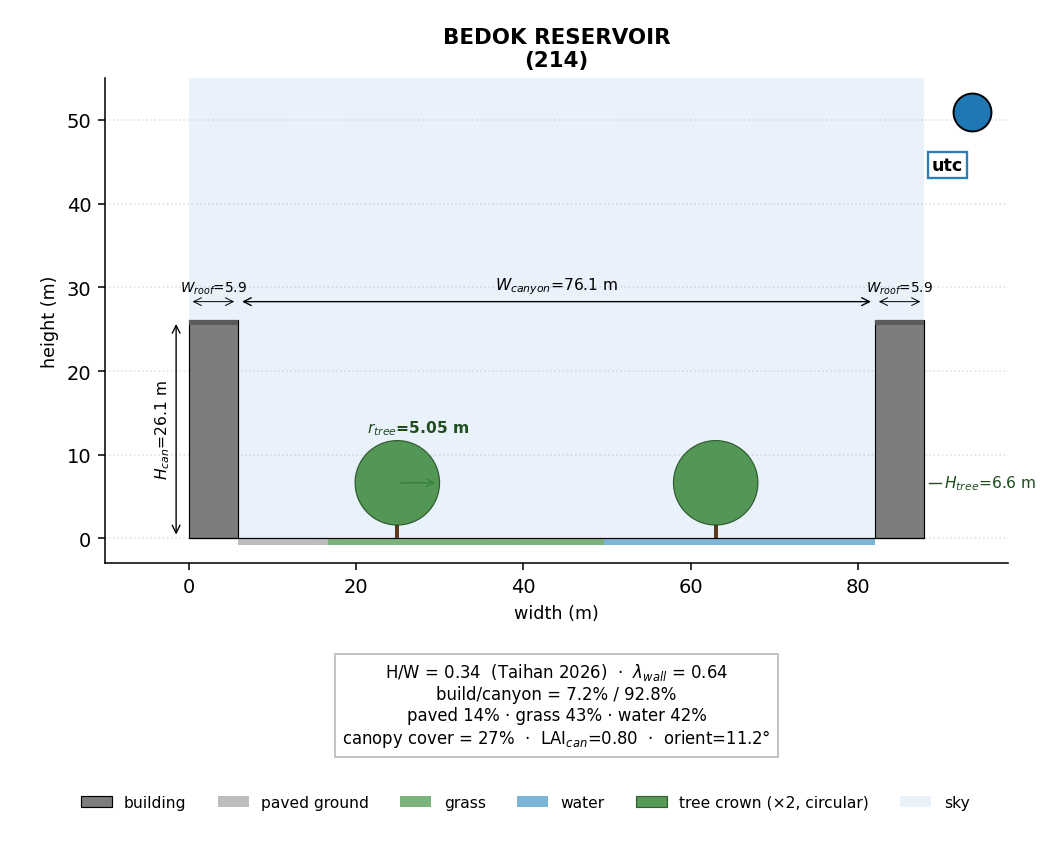 BEDOK RESERVOIR
(214)
50
40
30
20
10
0
height (m)
utc
W_roof=5.9
W_canyon=76.1 m
W_roof=5.9
H_can=26.1 m
r_tree=5.05 m
H_tree=6.6 m
0
20
40
60
80
width (m)
H/W = 0.34 (Taihan 2026) · λ_wall = 0.64
build/canyon = 7.2% / 92.8%
paved 14% · grass 43% · water 42%
canopy cover = 27% · LAI_can=0.80 · orient=11.2°
building
paved ground
grass
water
tree crown (×2, circular)
sky